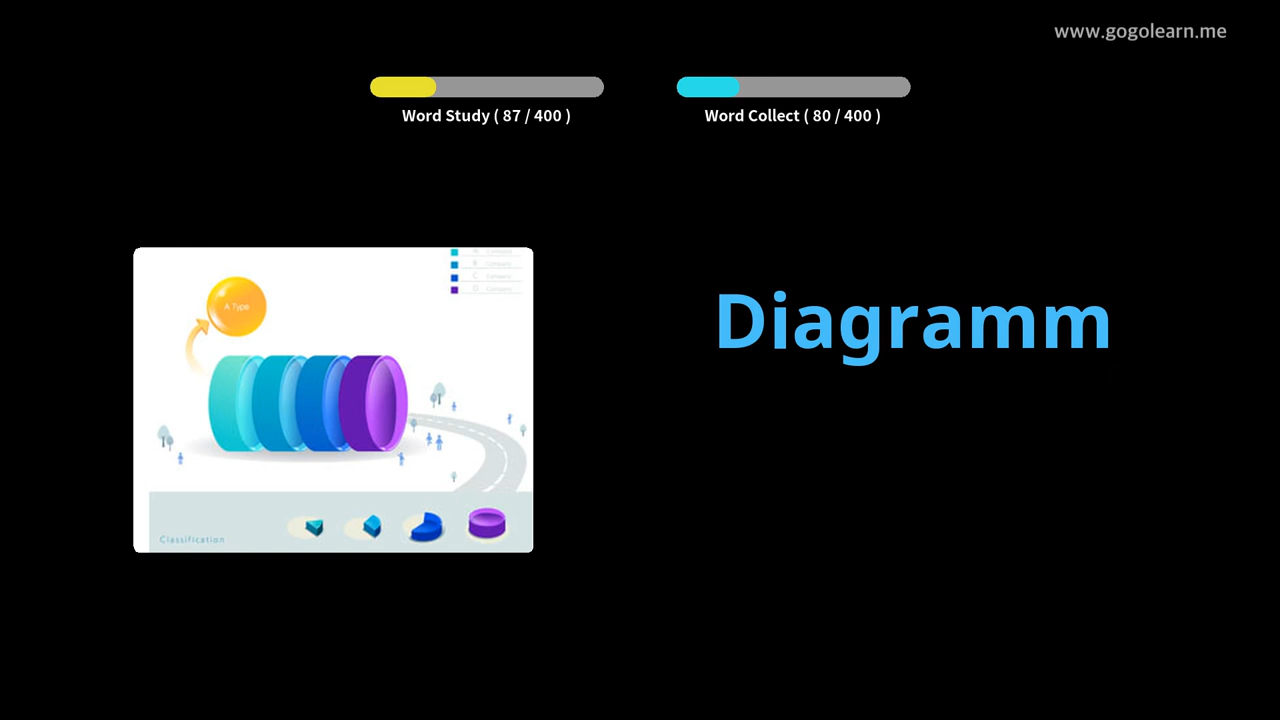 www.gogolearn.me
Word Study ( 87 / 400 )
Word Collect ( 80 / 400 )
A Type
B
C
D
Diagramm
Classification